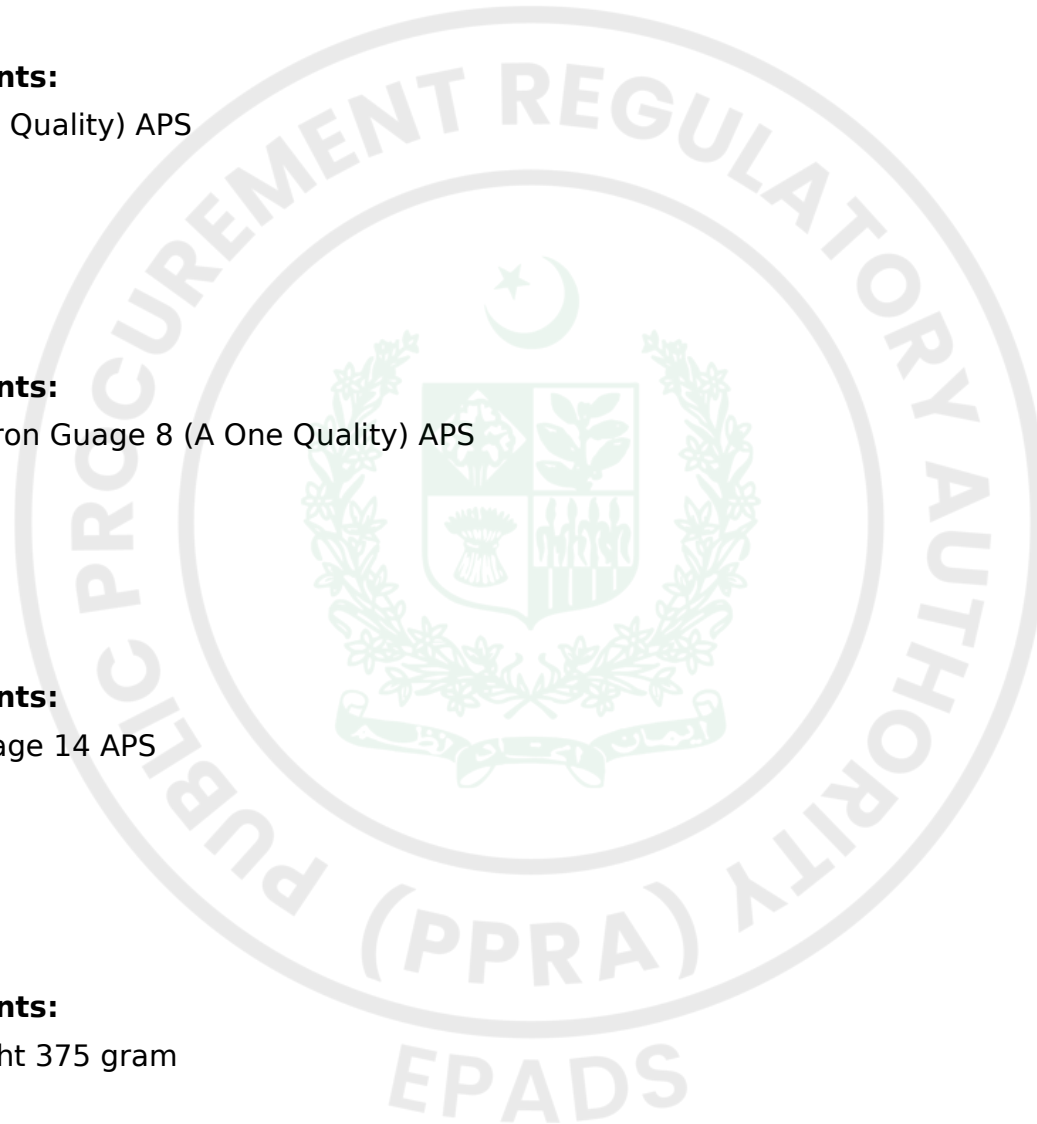 nts:
Quality) APS
nts:
ron Guage 8 (A One Quality) APS
nts:
age 14 APS
nts:
ht 375 gram
PUBLIC PROCUREMENT REGULATORY AUTHORITY
(PPRA)
EPADS